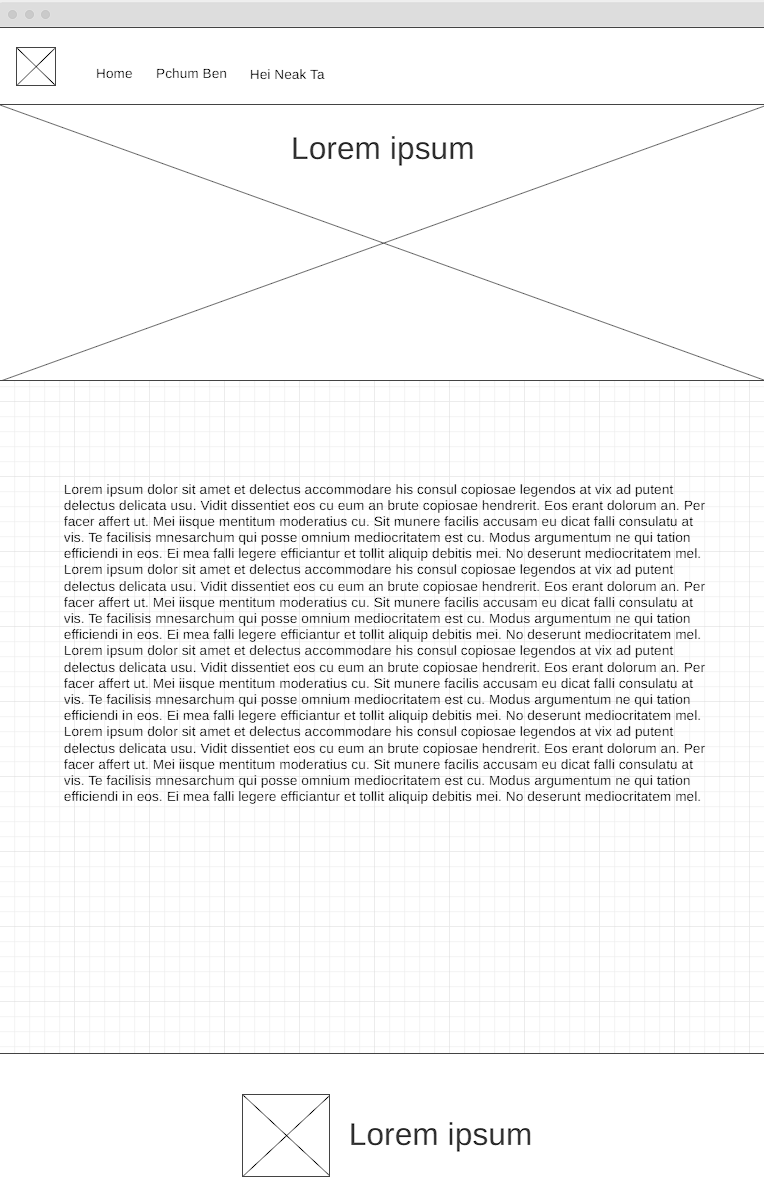 Home Pchum Ben Hei Neak Ta
Lorem ipsum
Lorem ipsum dolor sit amet et delectus accommodare his consul copiosae legendos at vix ad putent
delectus delicata usu. Vidit dissentiet eos cu eum an brute copiosae hendrerit. Eos erant dolorum an. Per
facer affert ut. Mei iisque mentitum moderatius cu. Sit munere facilis accusam eu dicat falli consulatu at
vis. Te facilisis mnesarchum qui posse omnium mediocritatem est cu. Modus argumentum ne qui tation
efficiendi in eos. Ei mea falli legere efficiantur et tollit aliquip debitis mei. No deserunt mediocritatem mel.
Lorem ipsum dolor sit amet et delectus accommodare his consul copiosae legendos at vix ad putent
delectus delicata usu. Vidit dissentiet eos cu eum an brute copiosae hendrerit. Eos erant dolorum an. Per
facer affert ut. Mei iisque mentitum moderatius cu. Sit munere facilis accusam eu dicat falli consulatu at
vis. Te facilisis mnesarchum qui posse omnium mediocritatem est cu. Modus argumentum ne qui tation
efficiendi in eos. Ei mea falli legere efficiantur et tollit aliquip debitis mei. No deserunt mediocritatem mel.
Lorem ipsum dolor sit amet et delectus accommodare his consul copiosae legendos at vix ad putent
delectus delicata usu. Vidit dissentiet eos cu eum an brute copiosae hendrerit. Eos erant dolorum an. Per
facer affert ut. Mei iisque mentitum moderatius cu. Sit munere facilis accusam eu dicat falli consulatu at
vis. Te facilisis mnesarchum qui posse omnium mediocritatem est cu. Modus argumentum ne qui tation
efficiendi in eos. Ei mea falli legere efficiantur et tollit aliquip debitis mei. No deserunt mediocritatem mel.
Lorem ipsum dolor sit amet et delectus accommodare his consul copiosae legendos at vix ad putent
delectus delicata usu. Vidit dissentiet eos cu eum an brute copiosae hendrerit. Eos erant dolorum an. Per
facer affert ut. Mei iisque mentitum moderatius cu. Sit munere facilis accusam eu dicat falli consulatu at
vis. Te facilisis mnesarchum qui posse omnium mediocritatem est cu. Modus argumentum ne qui tation
efficiendi in eos. Ei mea falli legere efficiantur et tollit aliquip debitis mei. No deserunt mediocritatem mel.
Lorem ipsum